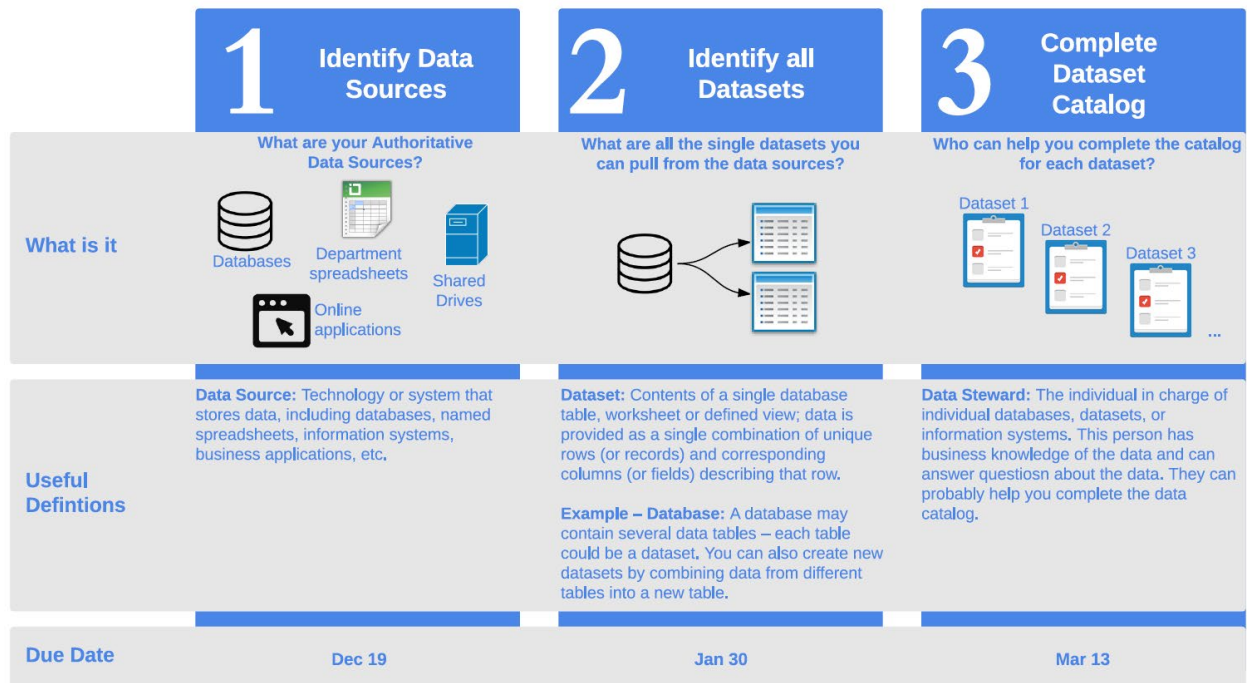 1
Identify Data
Sources
2
Identify all
Datasets
3
Complete
Dataset
Catalog
What is it
What are your Authoritative
Data Sources?
Databases
Department
spreadsheets
Shared
Drives
Online
applications
What are all the single datasets you
can pull from the data sources?
Who can help you complete the catalog
for each dataset?
Dataset 1
Dataset 2
Dataset 3
...
Useful
Defintions
Data Source: Technology or system that
stores data, including databases, named
spreadsheets, information systems,
business applications, etc.
Dataset: Contents of a single database
table, worksheet or defined view; data is
provided as a single combination of unique
rows (or records) and corresponding
columns (or fields) describing that row.
Example – Database: A database may
contain several data tables – each table
could be a dataset. You can also create new
datasets by combining data from different
tables into a new table.
Data Steward: The individual in charge of
individual databases, datasets, or
information systems. This person has
business knowledge of the data and can
answer questiosn about the data. They can
probably help you complete the data
catalog.
Due Date
Dec 19
Jan 30
Mar 13